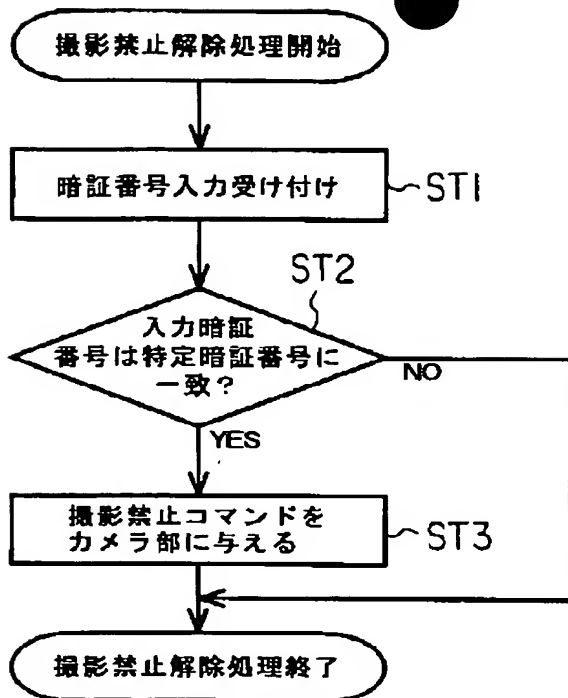 撮影禁止解除処理開始
暗証番号入力受け付け
ST1
ST2
入力暗証
番号は特定暗証番号に
一致?
NO
YES
撮影禁止コマンドを
カメラ部に与える
ST3
撮影禁止解除処理終了